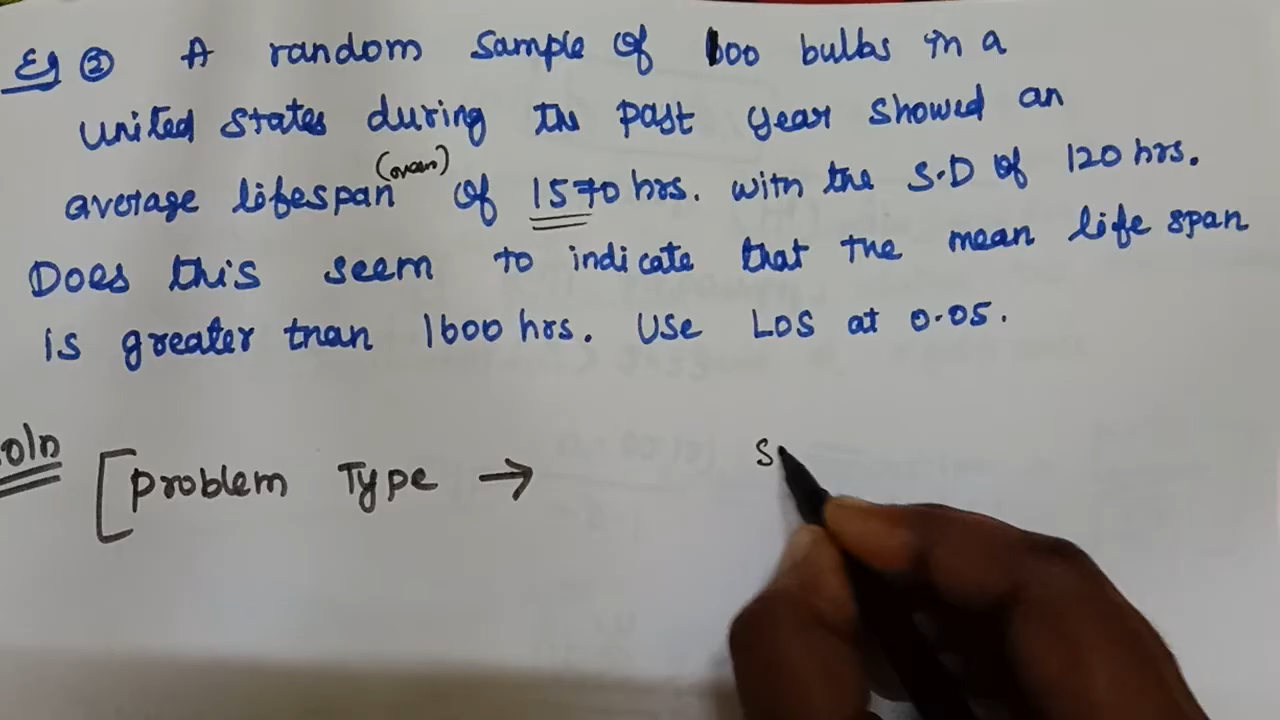 Eg ② A random sample of 100 bulbs in a
united states during the past year showed an
average lifespan (mean) of 1570 hrs. with the S.D of 120 hrs.
Does this seem to indicate that the mean life span
is greater than 1600 hrs. Use LOS at 0.05.
Soln [Problem Type → S